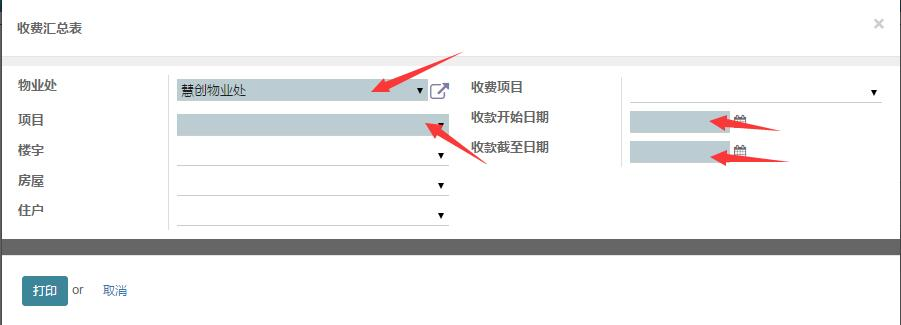 收费汇总表
×
物业处 慧创物业处
项目
楼宇
房屋
住户
收费项目
收款开始日期
收款截至日期
打印 or 取消